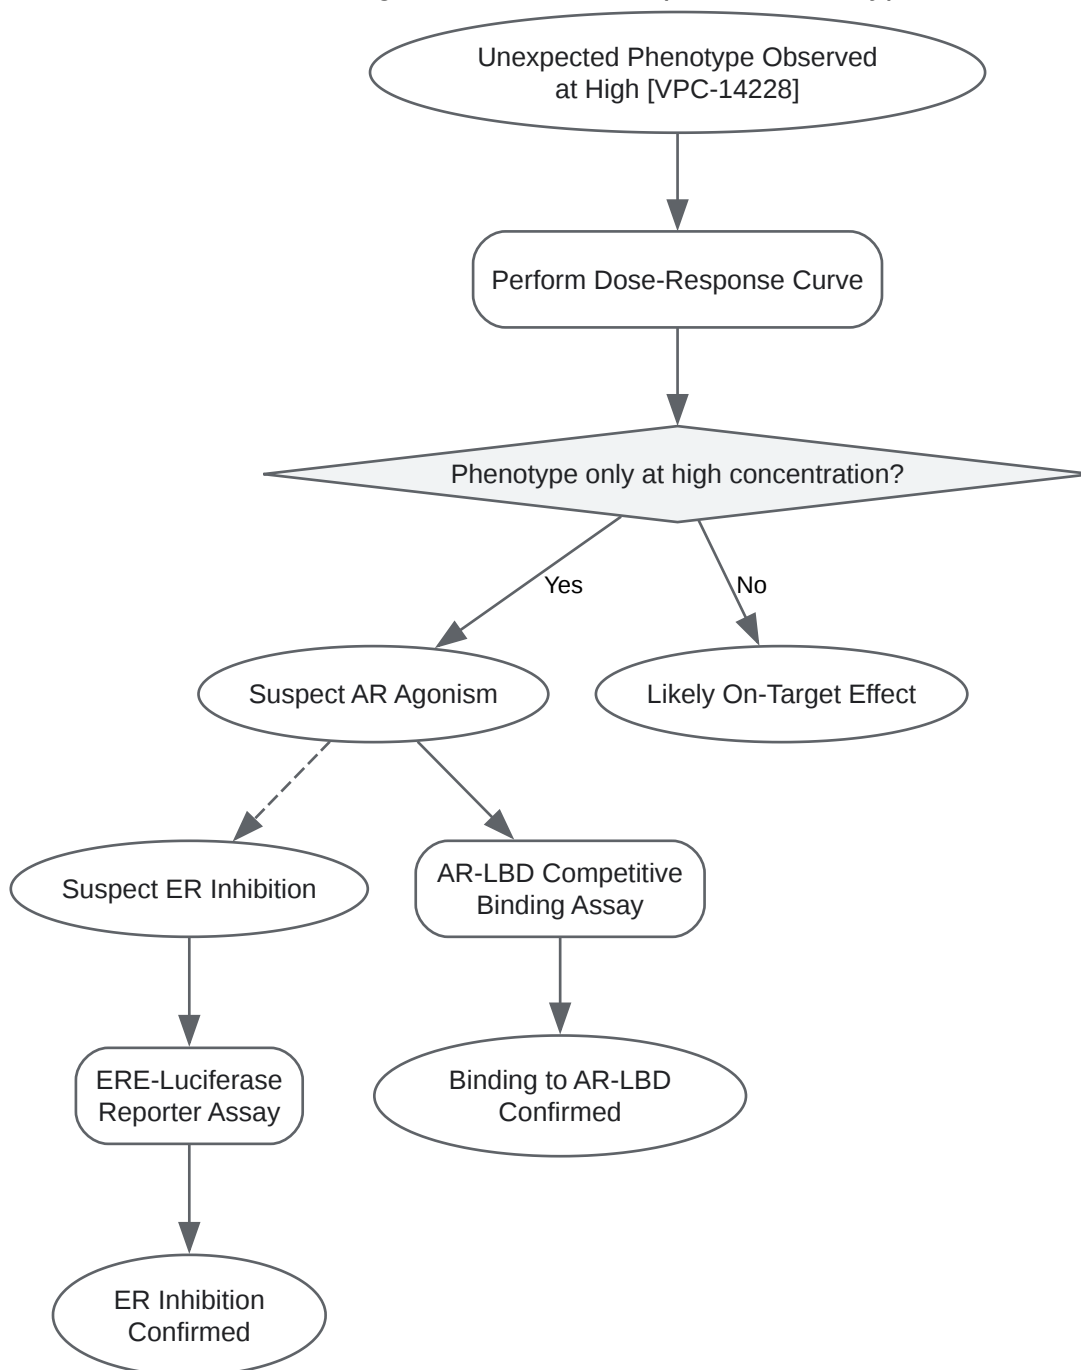 Unexpected Phenotype Observed
at High [VPC-14228]
Perform Dose-Response Curve
Phenotype only at high concentration?
Yes
No
Suspect AR Agonism
Likely On-Target Effect
Suspect ER Inhibition
AR-LBD Competitive
Binding Assay
ERE-Luciferase
Reporter Assay
Binding to AR-LBD
Confirmed
ER Inhibition
Confirmed